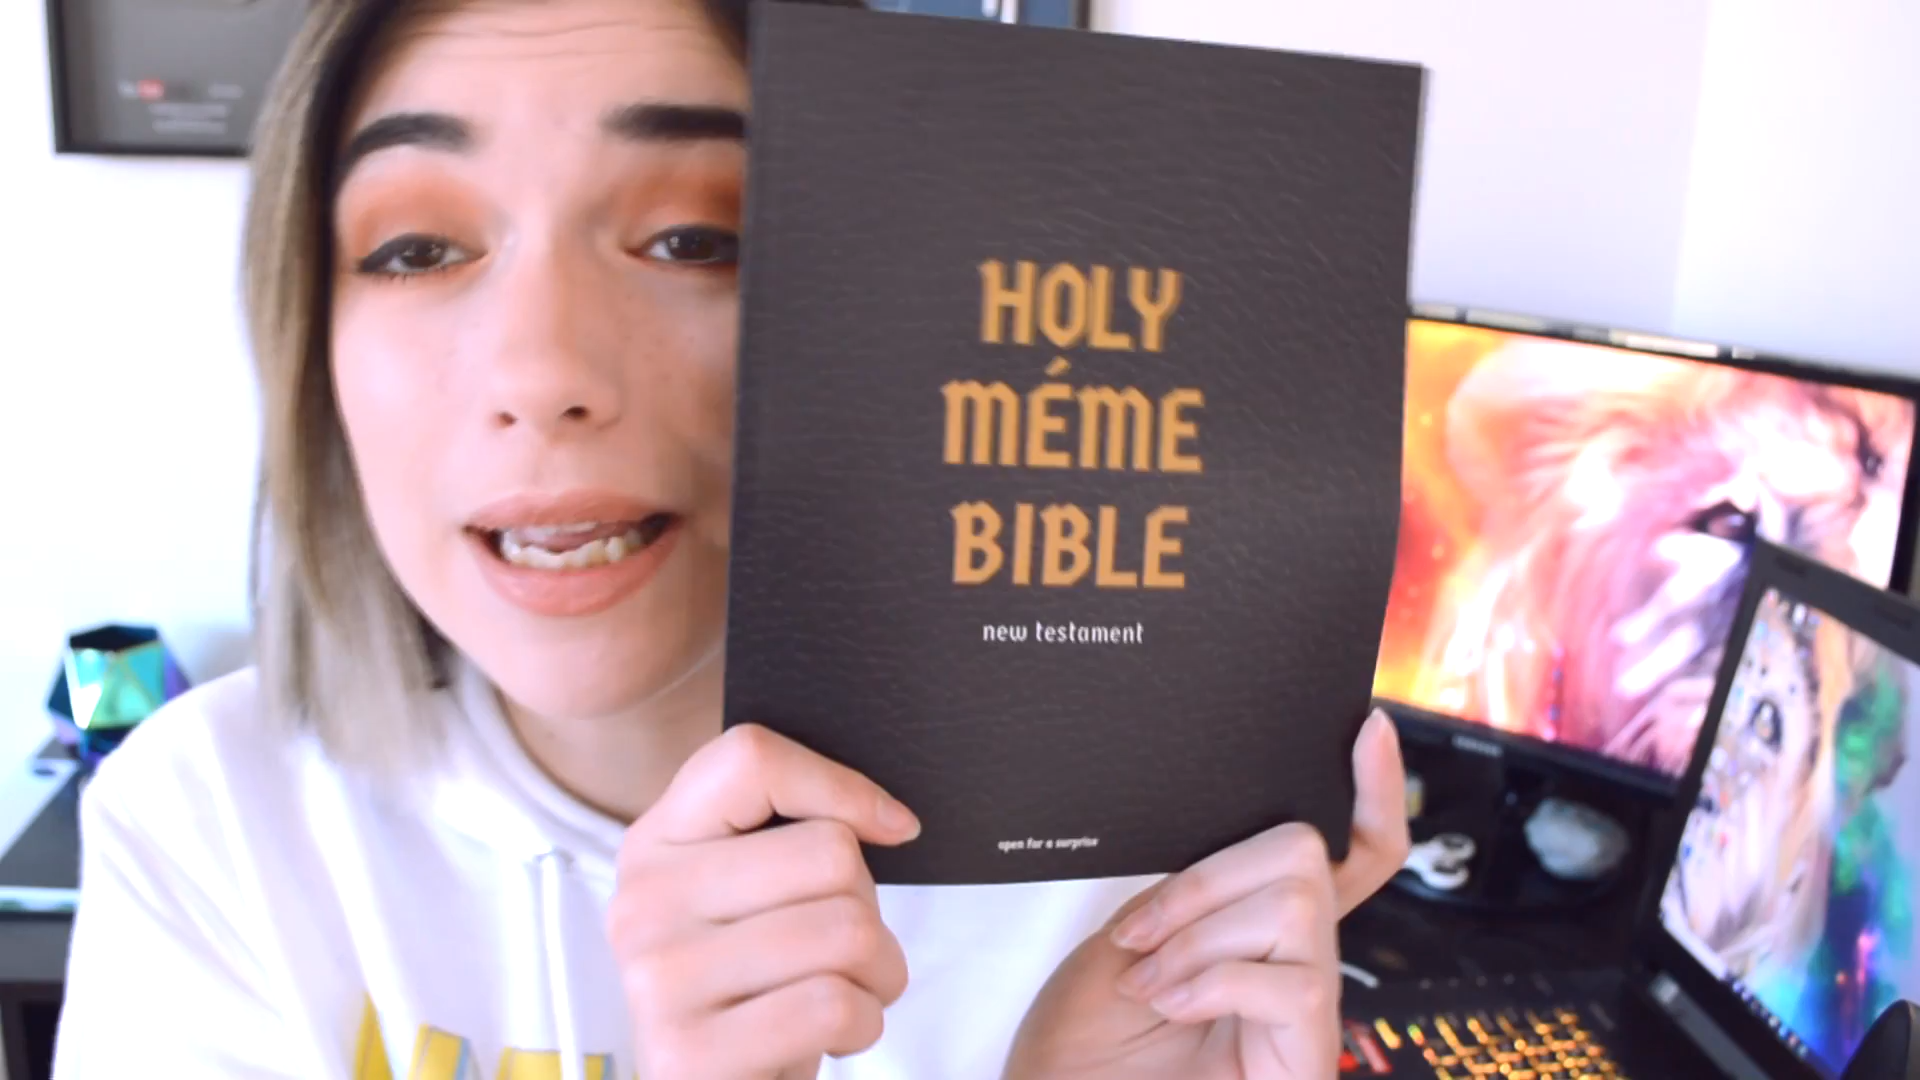 HOLY
MÉME
BIBLE
new testament
open for a surprise